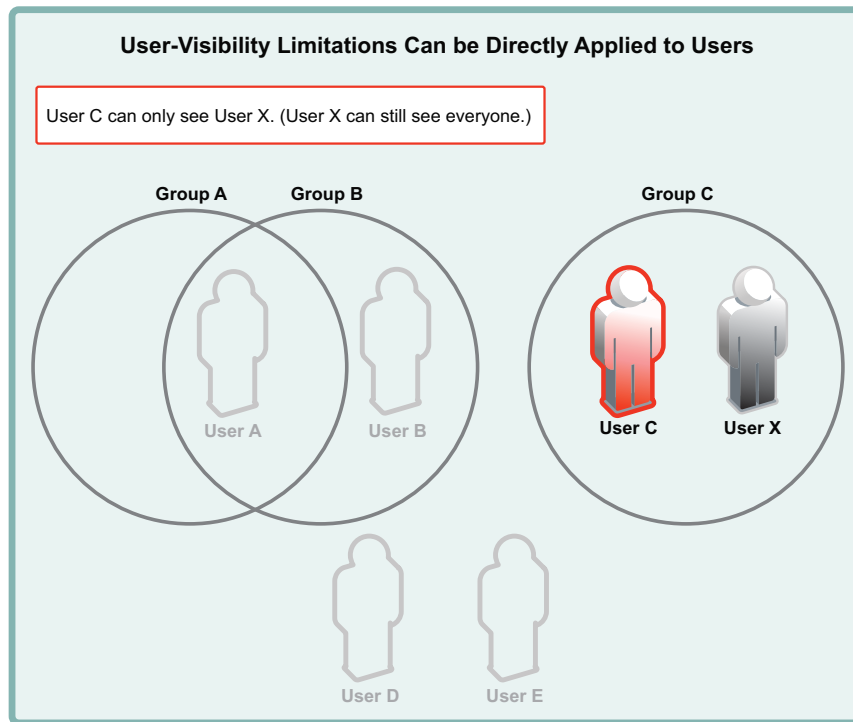 User-Visibility Limitations Can be Directly Applied to Users
User C can only see User X. (User X can still see everyone.)
Group A
Group B
Group C
User A
User B
User C
User X
User D
User E